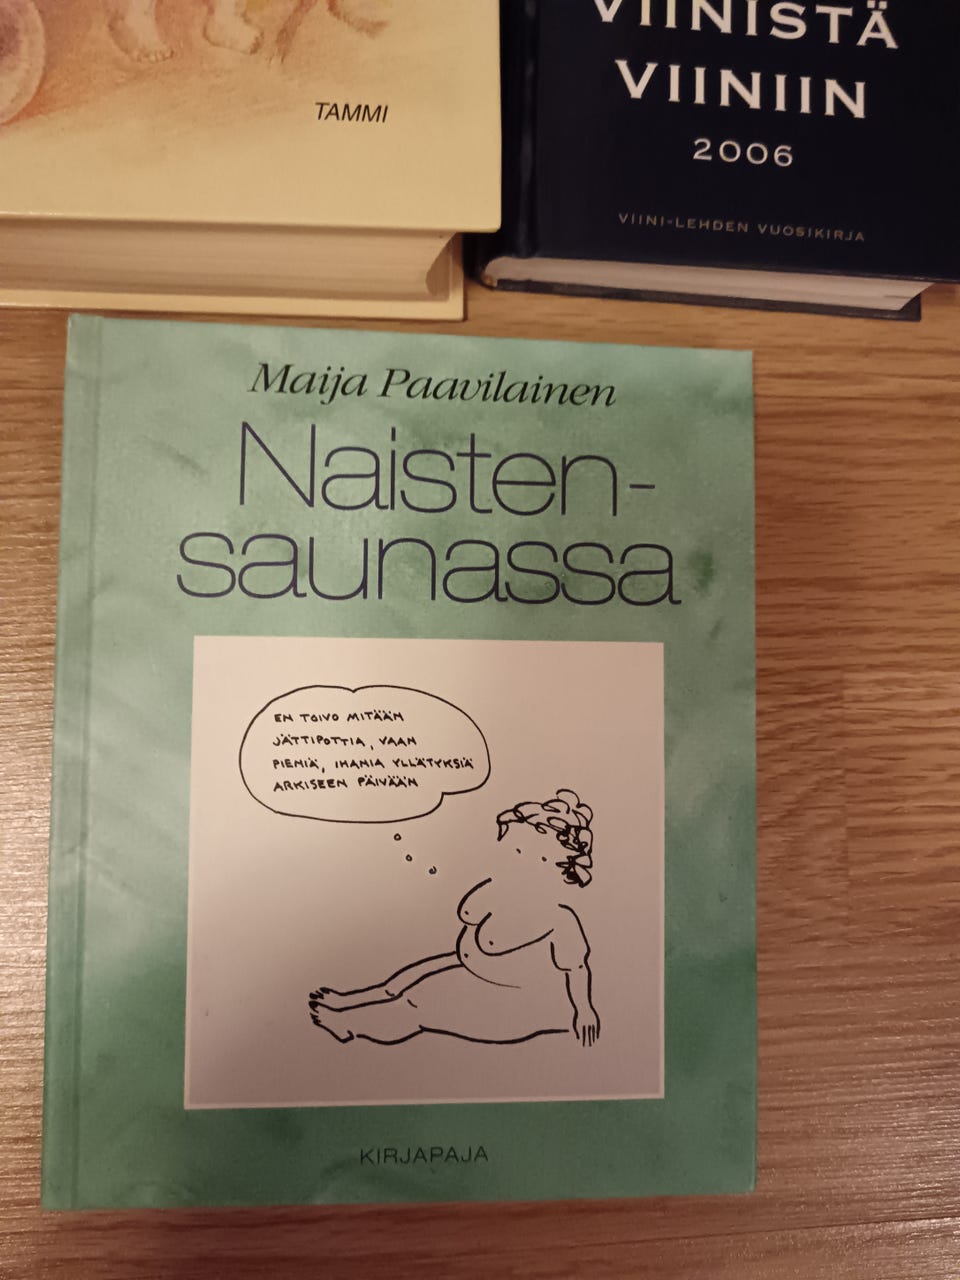 TAMMI
VIINISTÄ
VIINIIN
2006
VIINI-LEHDEN VUOSIKIRJA
Maija Paavilainen
Naisten-
saunassa
EN TOIVO MITÄÄN
JÄTTIPOTTIA, VAAN
PIENIÄ, IHANIA YLLÄTYKSIÄ
ARKISEEN PÄIVÄÄN
KIRJAPAJA